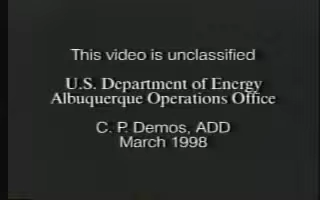 This video is unclassified
U.S. Department of Energy
Albuquerque Operations Office
C. P. Demos, ADD
March 1998